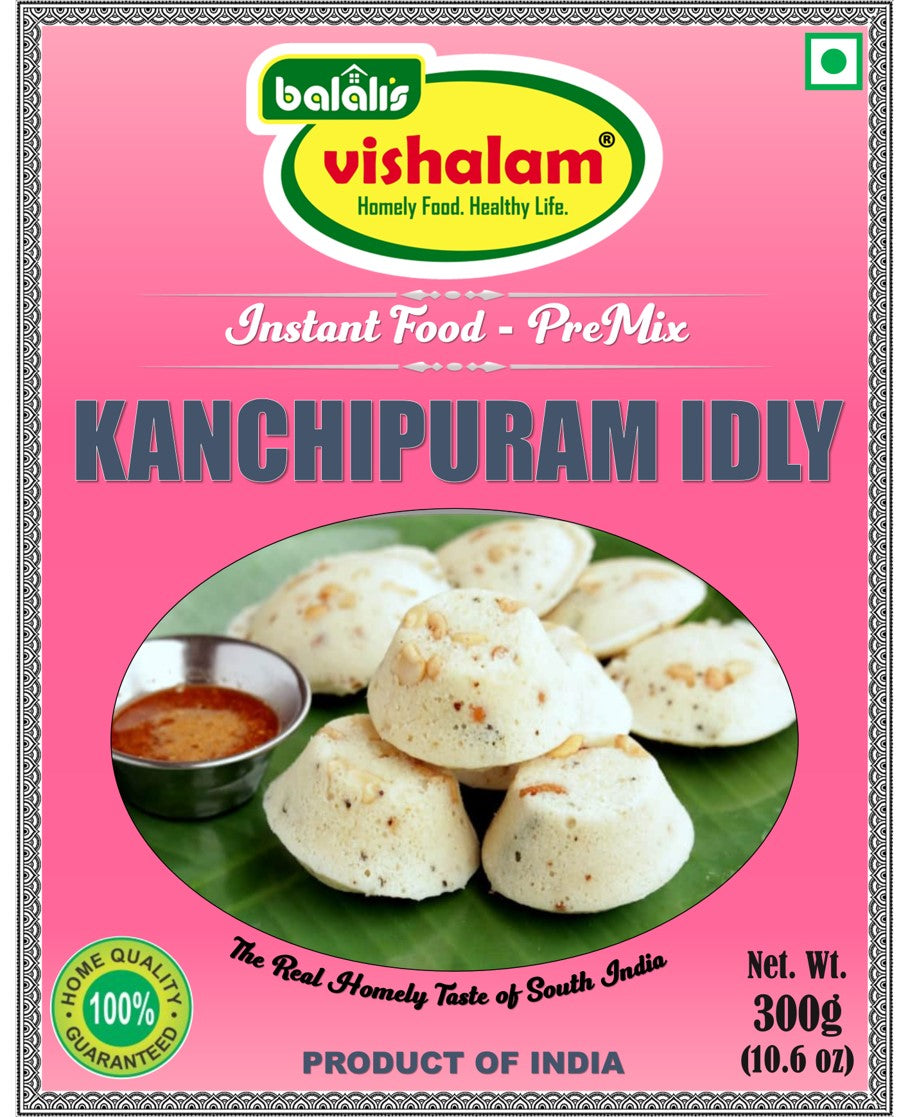 balali's
vishalam®
Homely Food. Healthy Life.
Instant Food - PreMix
KANCHIPURAM IDLY
The Real Homely Taste of South India
HOME QUALITY
100%
GUARANTEED
Net. Wt.
300g
(10.6 oz)
PRODUCT OF INDIA